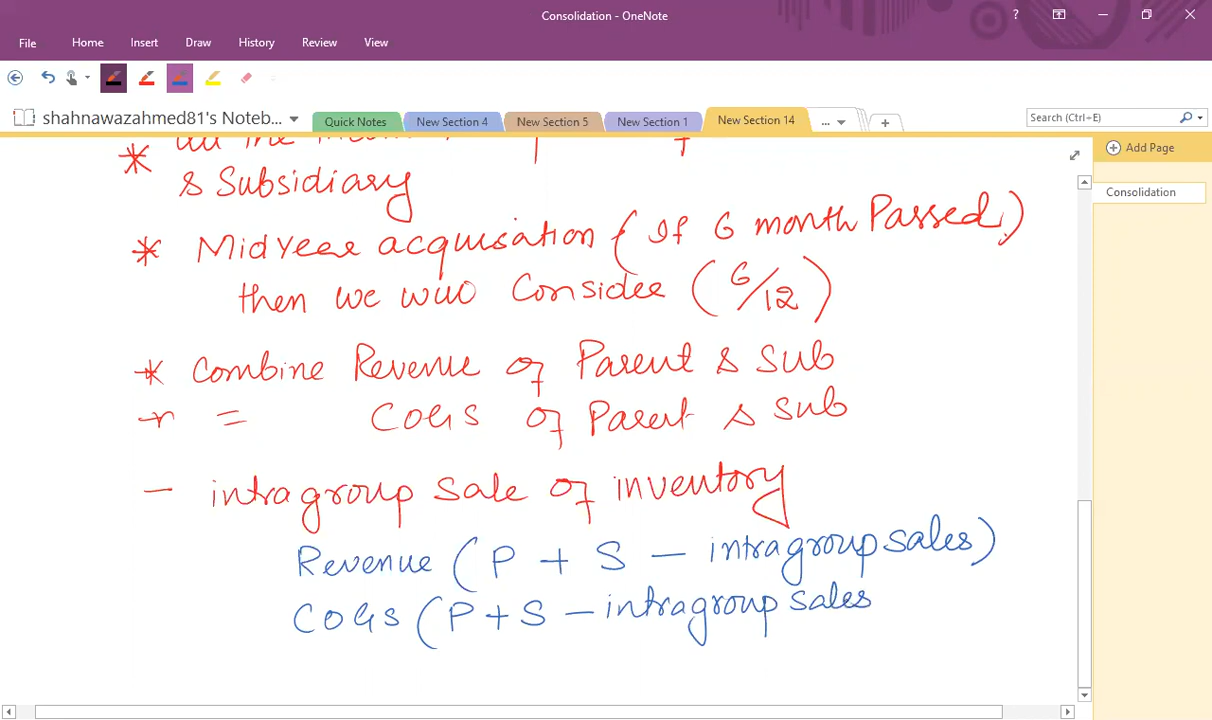 Consolidation - OneNote
?
File Home Insert Draw History Review View
shahnawazahmed81's Noteb... Quick Notes New Section 4 New Section 5 New Section 1 New Section 14 ... + Search (Ctrl+E)
Add Page
Consolidation
* all the
& Subsidiary
* MidYear acquisation (If 6 month Passed)
then we will Consider (6/12)
* Combine Revenue of Parent & Sub
= COGS of Parent & Sub
- intragroup sale of inventory
Revenue (P + S - intragroup sales)
COGS (P + S - intragroup sales